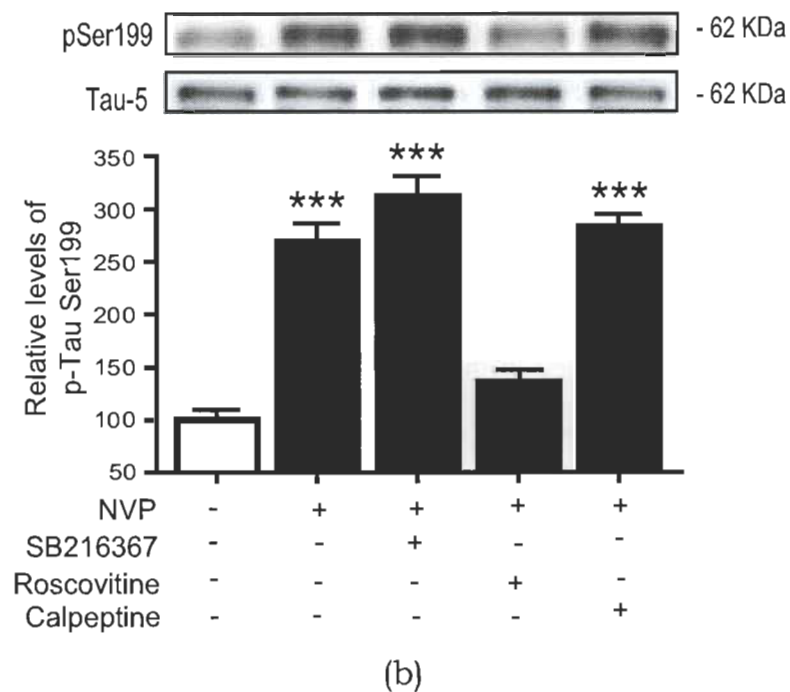 pSer199 - 62 KDa
Tau-5 - 62 KDa
Relative levels of
p-Tau Ser199
350
300
250
200
150
100
50
*** *** ***
NVP - + + + +
SB216367 - - + - -
Roscovitine - - - + -
Calpeptine - - - - +
(b)